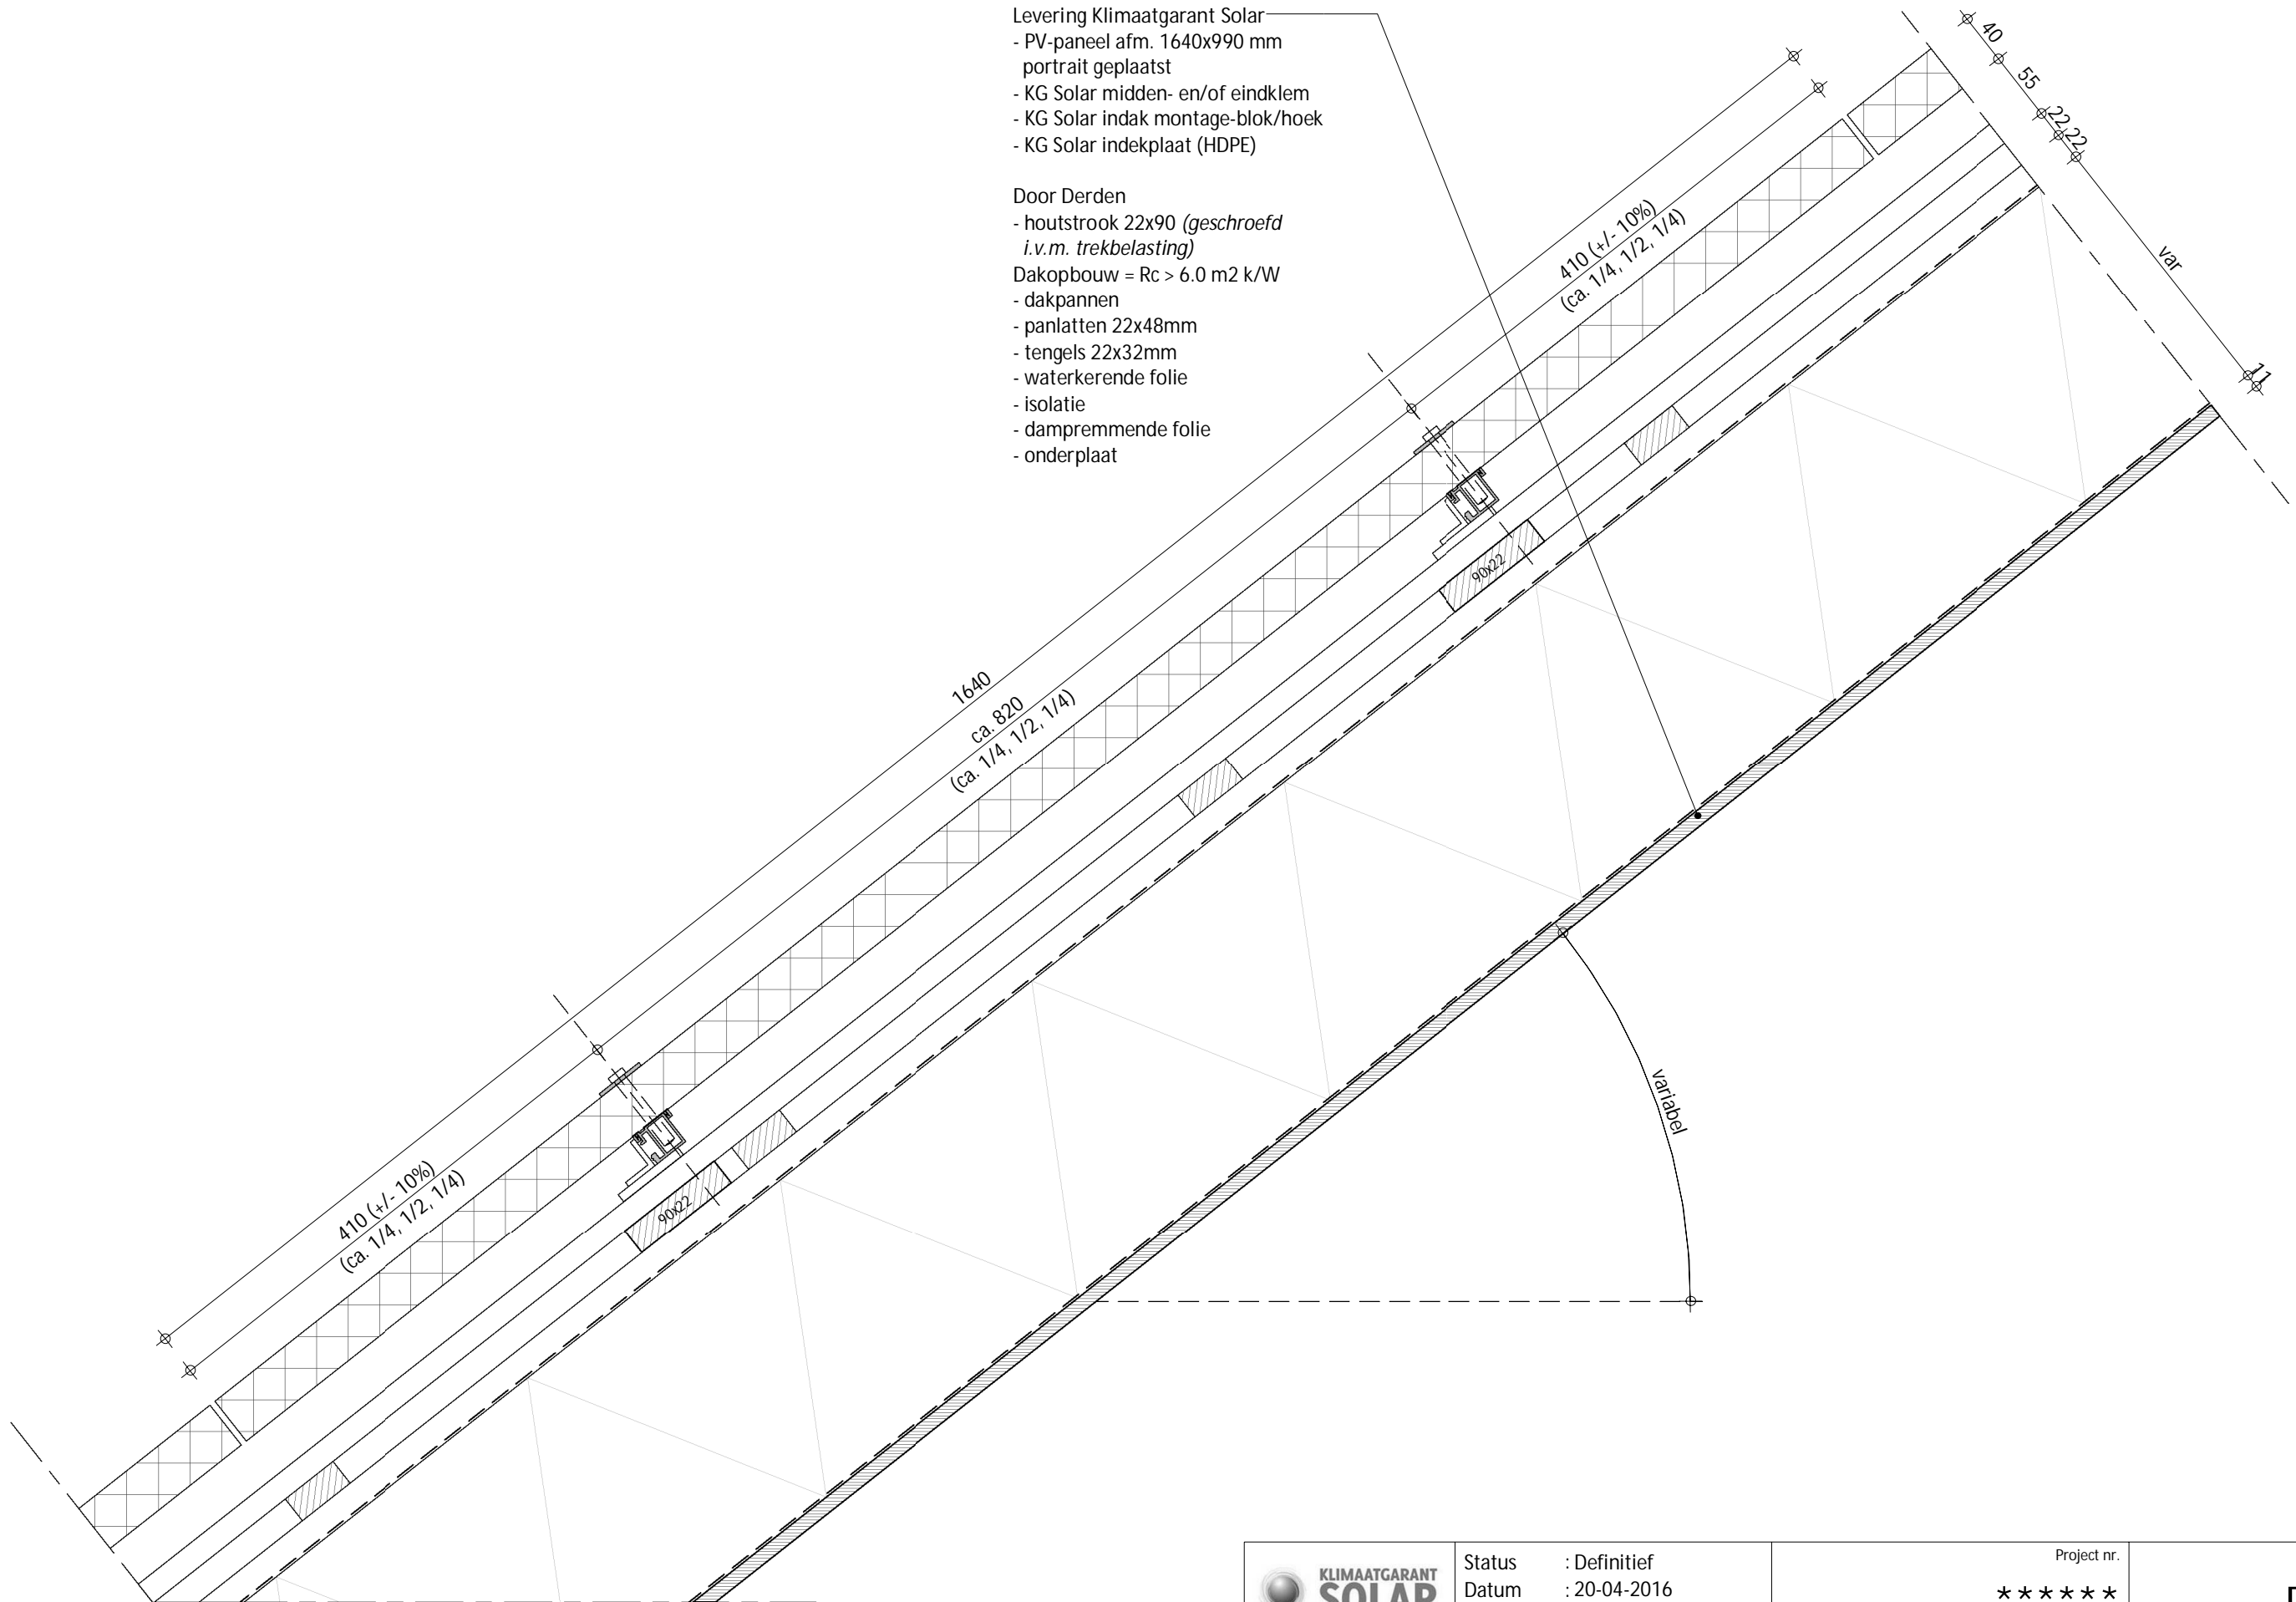 Levering Klimaatgarant Solar
- PV-paneel afm. 1640x990 mm
portrait geplaatst
- KG Solar midden- en/of eindklem
- KG Solar indak montage-blok/hoek
- KG Solar indekplaat (HDPE)
Door Derden
- houtstrook 22x90 (geschroefd
i.v.m. trekbelasting)
Dakopbouw = Rc > 6.0 m2 k/W
- dakpannen
- panlatten 22x48mm
- tengels 22x32mm
- waterkerende folie
- isolatie
- dampremmende folie
- onderplaat
40
55
22
22
var
11
410 (+/- 10%)
(ca. 1/4, 1/2, 1/4)
90x22
1640
ca. 820
(ca. 1/4, 1/2, 1/4)
variabel
90x22
410 (+/- 10%)
(ca. 1/4, 1/2, 1/4)
KLIMAATGARANT
SOLAR
Status : Definitief
Datum : 20-04-2016
Project nr.
******